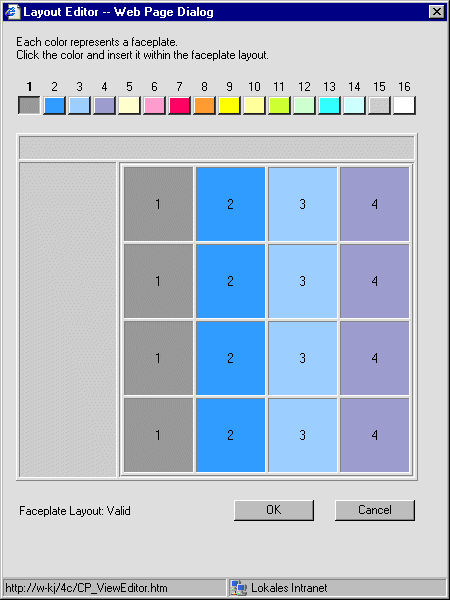 Layout Editor -- Web Page Dialog
Each color represents a faceplate.
Click the color and insert it within the faceplate layout.
1 2 3 4 5 6 7 8 9 10 11 12 13 14 15 16
1 2 3 4
1 2 3 4
1 2 3 4
1 2 3 4
Faceplate Layout: Valid
OK Cancel
http://w-kj/4c/CP_ViewEditor.htm Lokales Intranet